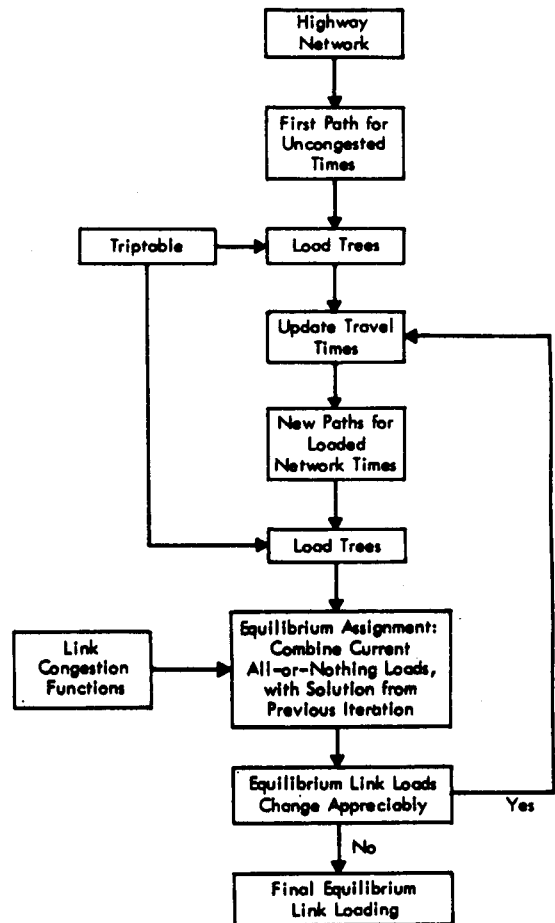 Highway
Network
First Path for
Uncongested
Times
Triptable
Load Trees
Update Travel
Times
New Paths for
Loaded
Network Times
Load Trees
Link
Congestion
Functions
Equilibrium Assignment:
Combine Current
All-or-Nothing Loads,
with Solution from
Previous Iteration
Equilibrium Link Loads
Change Appreciably
Yes
No
Final Equilibrium
Link Loading